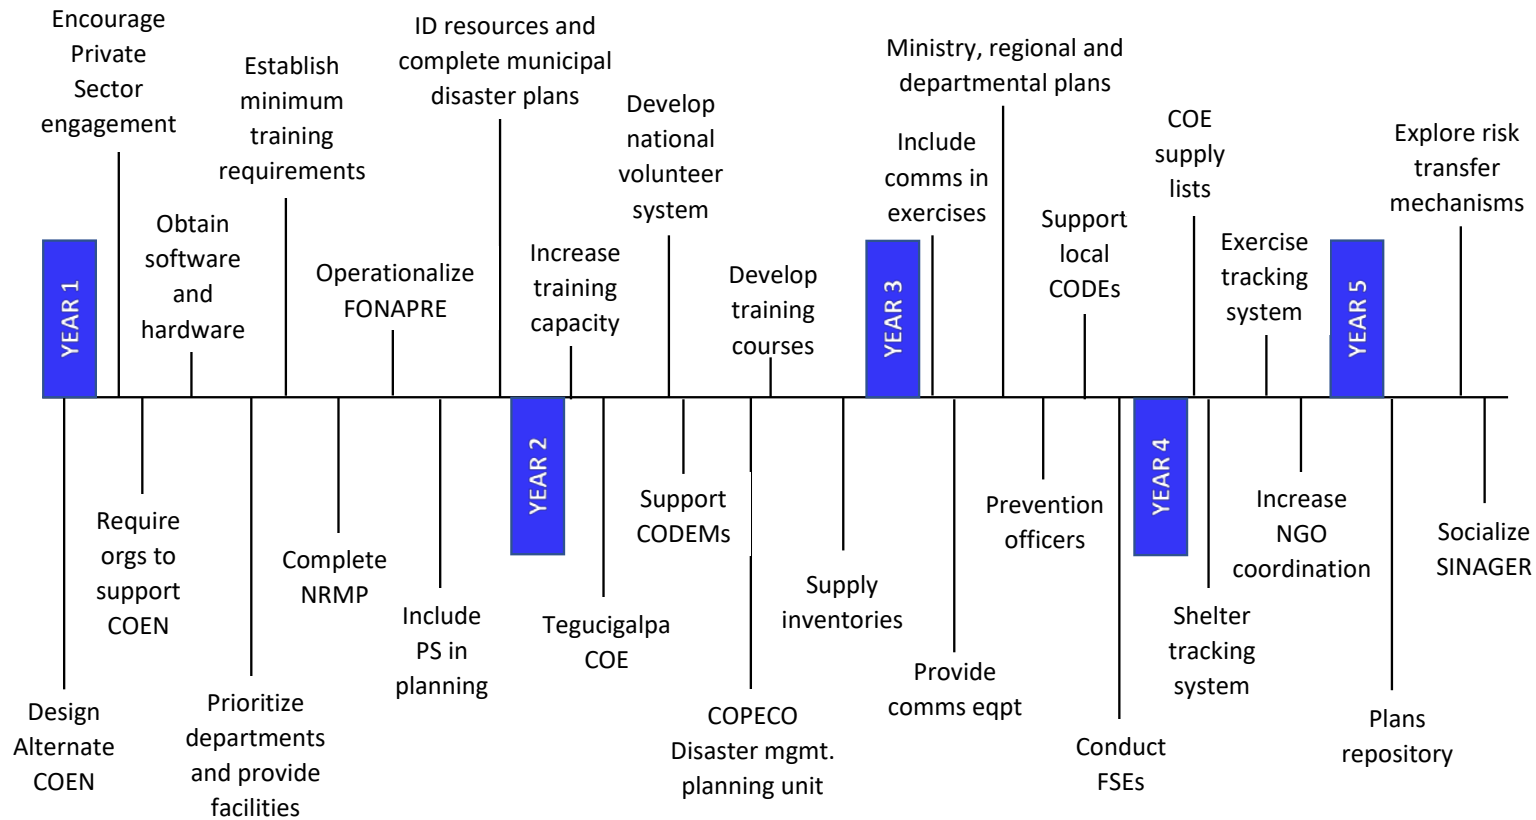 Encourage
Private
Sector
engagement
Establish
minimum
training
requirements
ID resources and
complete municipal
disaster plans
Ministry, regional and
departmental plans
Develop
national
volunteer
system
COE
supply
lists
Explore risk
transfer
mechanisms
Include
comms in
exercises
Obtain
software
and
hardware
Operationalize
FONAPRE
Increase
training
capacity
Develop
training
courses
Support
local
CODEs
Exercise
tracking
system
YEAR 1
YEAR 2
YEAR 3
YEAR 4
YEAR 5
Design
Alternate
COEN
Require
orgs to
support
COEN
Prioritize
departments
and provide
facilities
Complete
NRMP
Include
PS in
planning
Tegucigalpa
COE
Support
CODEMs
COPECO
Disaster mgmt.
planning unit
Supply
inventories
Provide
comms eqpt
Prevention
officers
Conduct
FSEs
Shelter
tracking
system
Increase
NGO
coordination
Plans
repository
Socialize
SINAGER